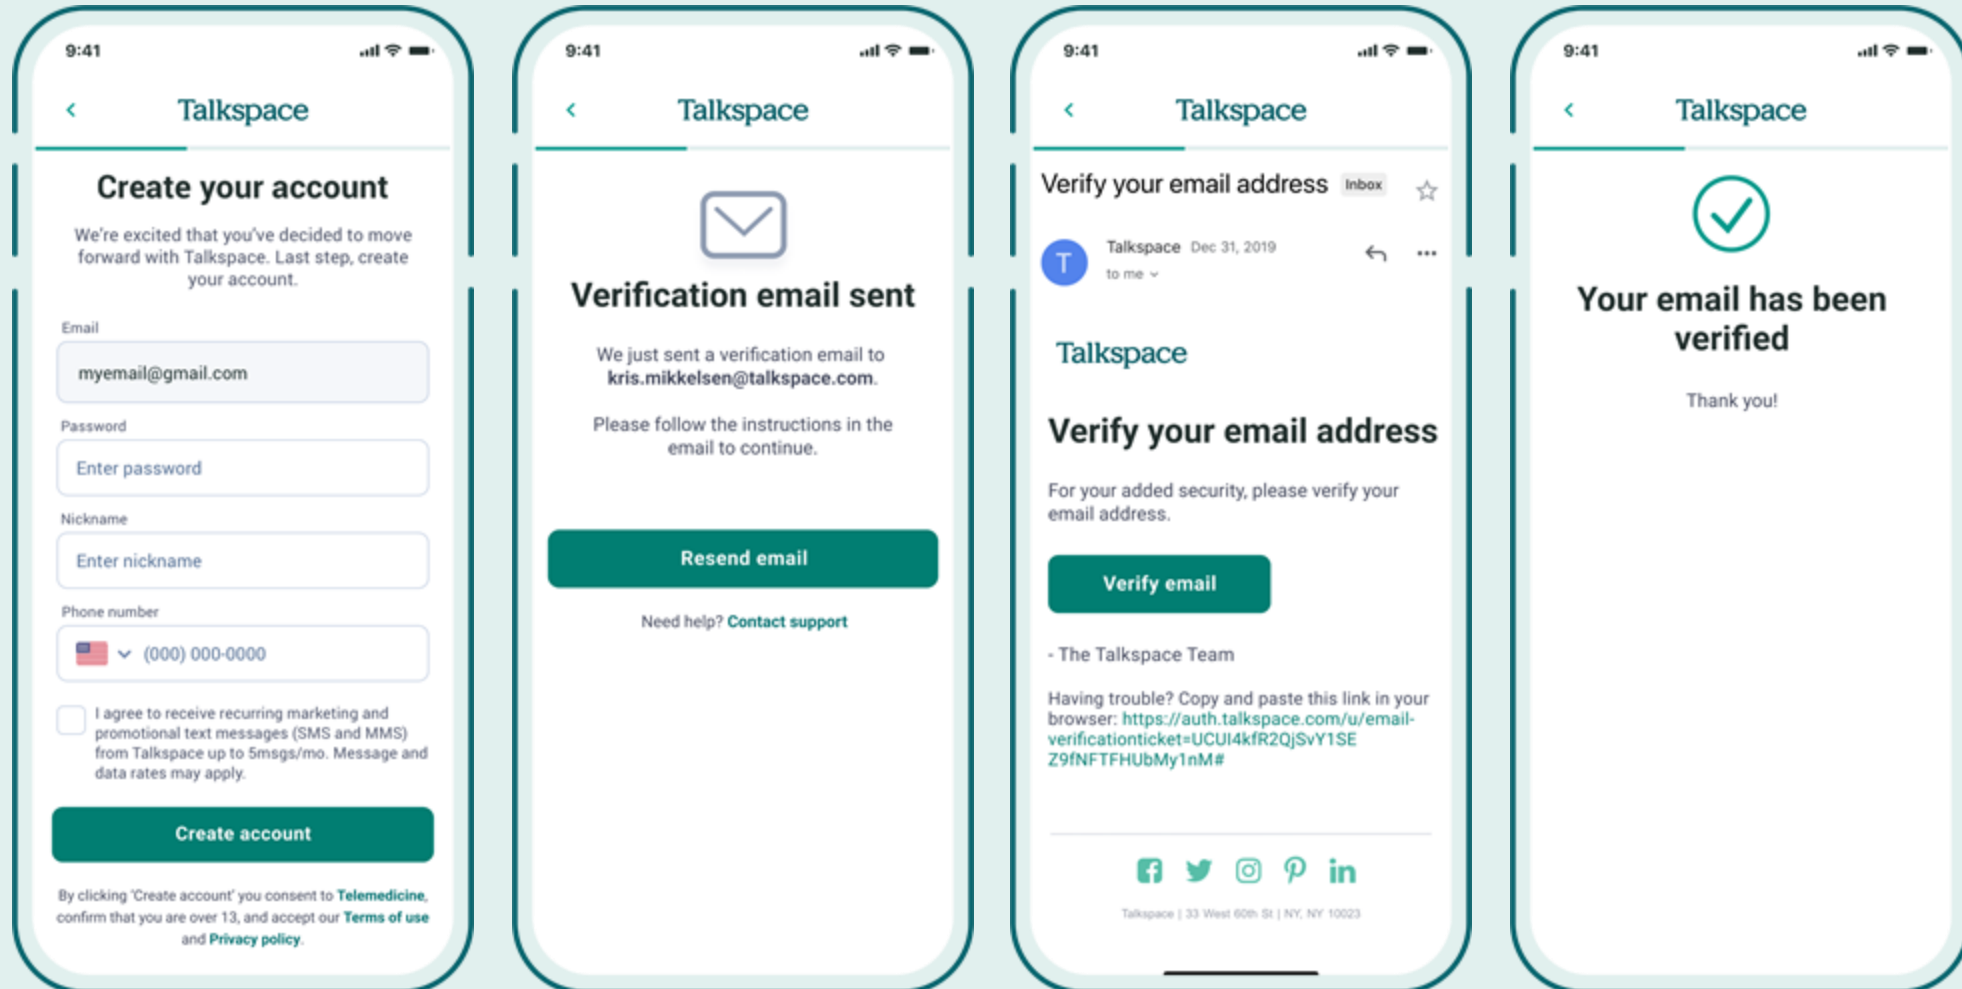 9:41
Talkspace
Create your account
We're excited that you've decided to move
forward with Talkspace. Last step, create
your account.
Email
myemail@gmail.com
Password
Enter password
Nickname
Enter nickname
Phone number
(000) 000-0000
I agree to receive recurring marketing and
promotional text messages (SMS and MMS)
from Talkspace up to 5msgs/mo. Message and
data rates may apply.
Create account
By clicking 'Create account' you consent to Telemedicine,
confirm that you are over 13, and accept our Terms of use
and Privacy policy.
9:41
Talkspace
Verification email sent
We just sent a verification email to
kris.mikkelsen@talkspace.com.
Please follow the instructions in the
email to continue.
Resend email
Need help? Contact support
9:41
Talkspace
Verify your email address Inbox
T
Talkspace Dec 31, 2019
to me
Talkspace
Verify your email address
For your added security, please verify your
email address.
Verify email
- The Talkspace Team
Having trouble? Copy and paste this link in your
browser: https://auth.talkspace.com/u/email-
verificationticket=UCUI4kfR2QjSvY1SE
Z9fNFTFHUbMy1nM#
Talkspace | 33 West 60th St | NY, NY 10023
9:41
Talkspace
Your email has been
verified
Thank you!